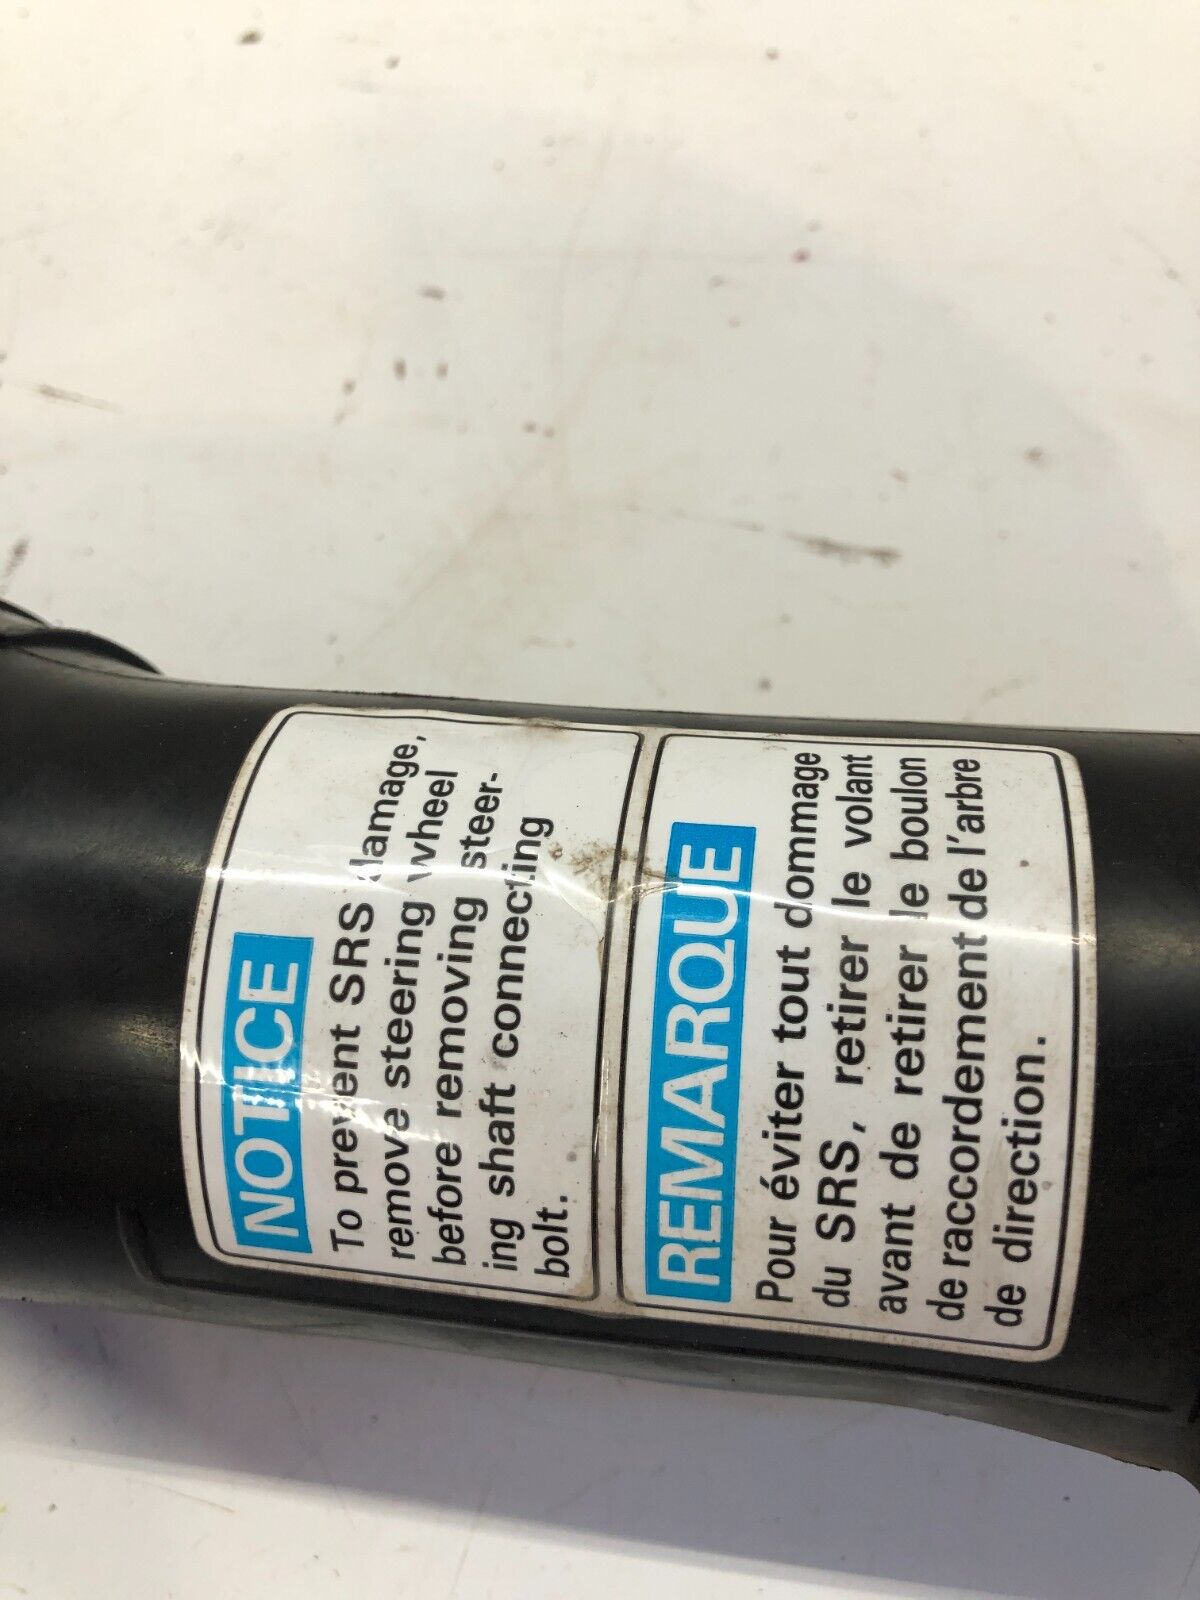 NOTICE
To prevent SRS damage,
remove steering wheel
before removing steer-
ing shaft connecting
bolt.
REMARQUE
Pour éviter tout dommage
du SRS, retirer le volant
avant de retirer le boulon
de raccordement de l'arbre
de direction.